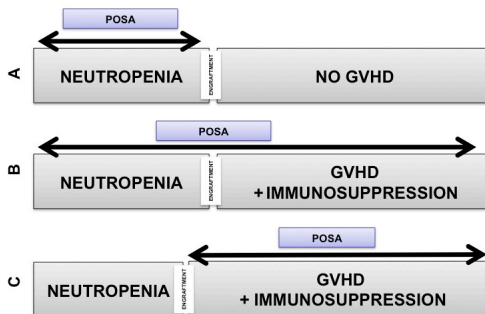 POSA
A
NEUTROPENIA
ENGRAFTMENT
NO GVHD
POSA
B
NEUTROPENIA
ENGRAFTMENT
GVHD
+ IMMUNOSUPPRESSION
POSA
C
NEUTROPENIA
ENGRAFTMENT
GVHD
+ IMMUNOSUPPRESSION